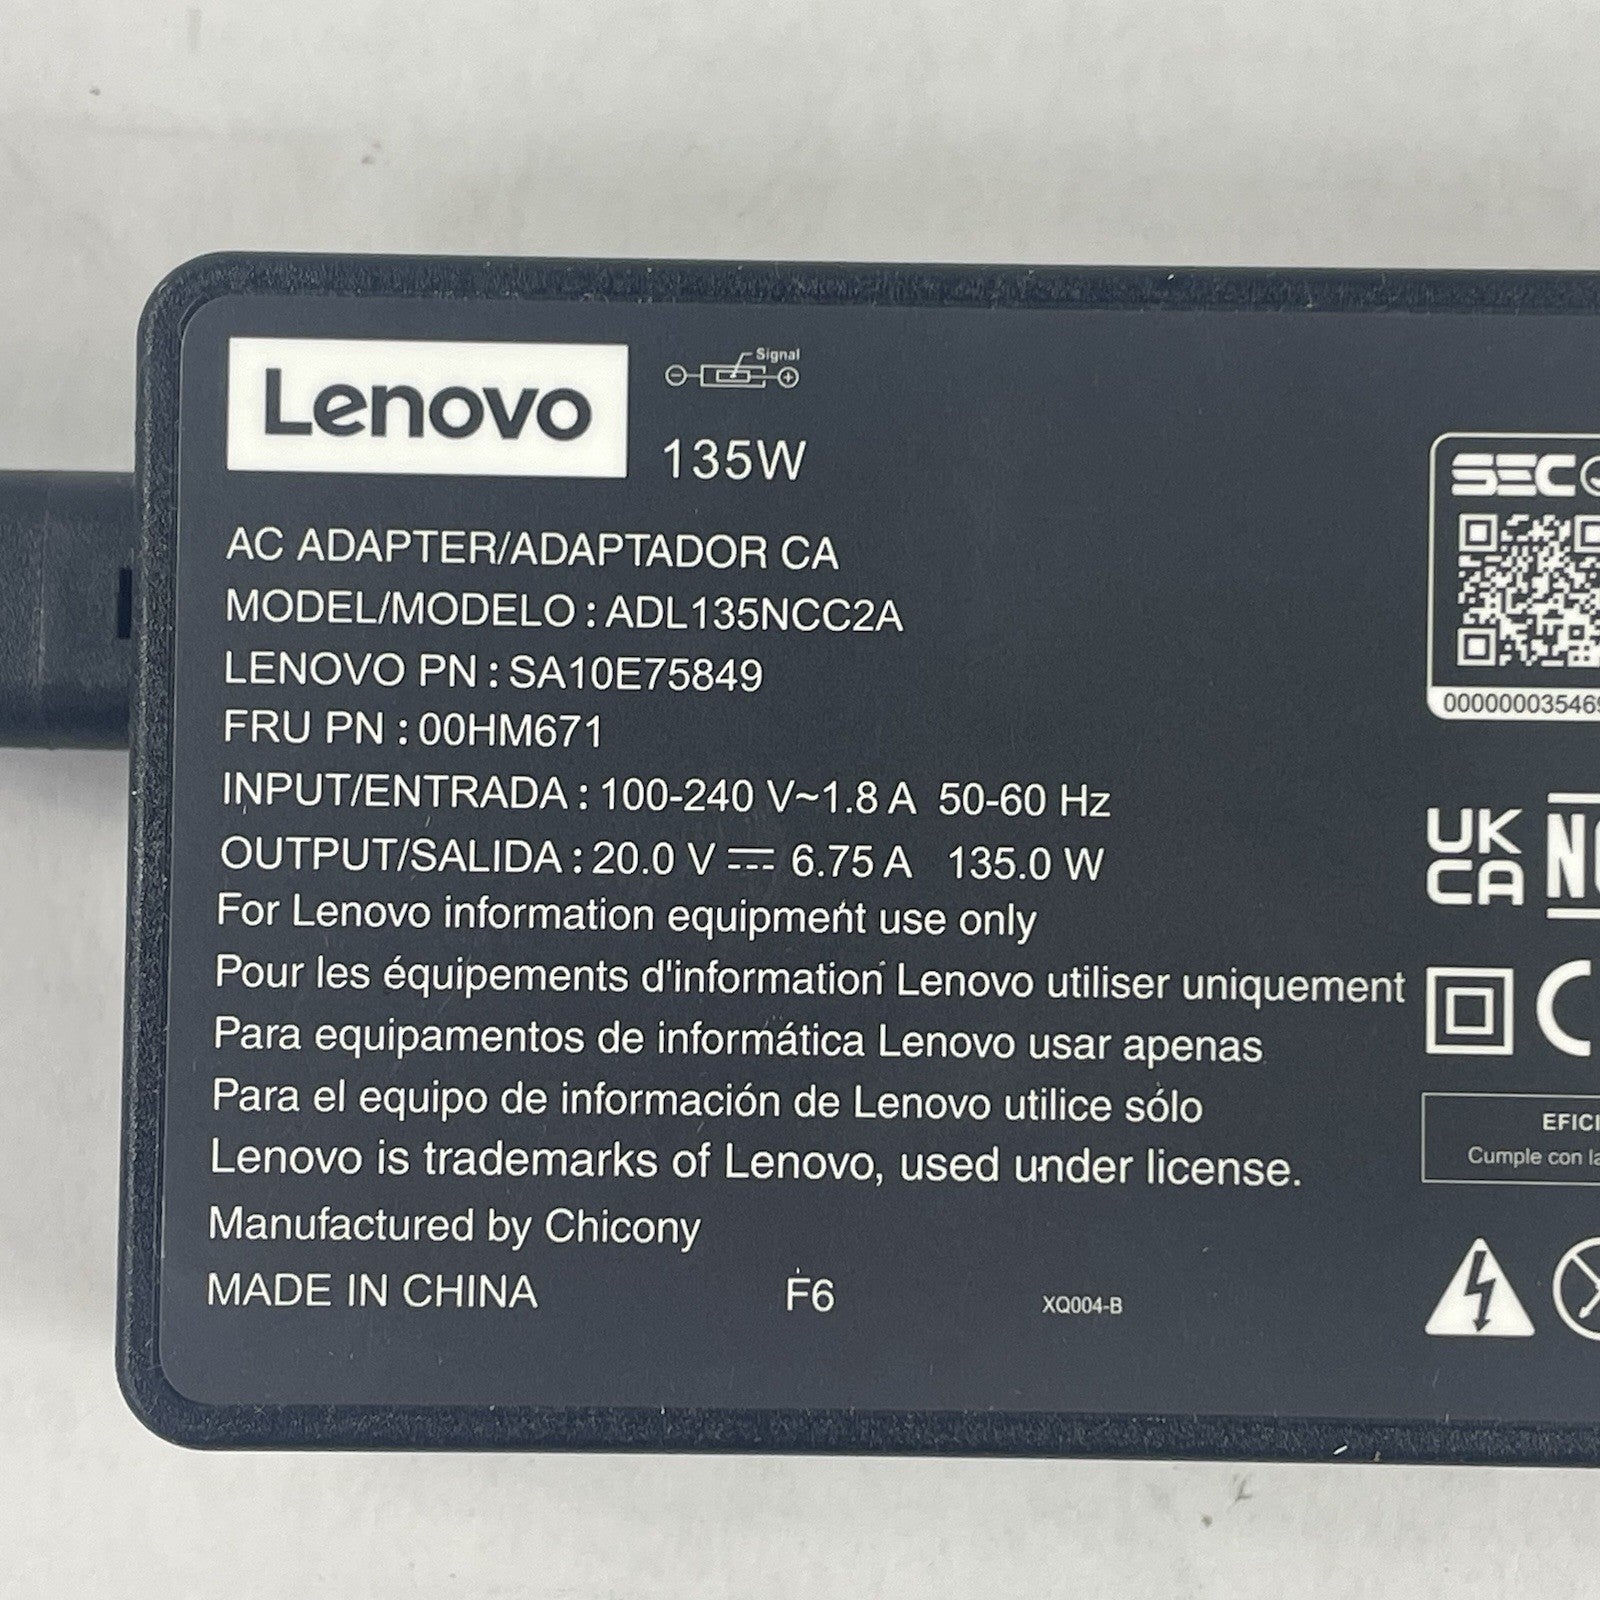 Lenovo
Signal
135W
AC ADAPTER/ADAPTADOR CA
MODEL/MODELO : ADL135NCC2A
LENOVO PN : SA10E75849
FRU PN : 00HM671
INPUT/ENTRADA : 100-240 V~1.8 A 50-60 Hz
OUTPUT/SALIDA : 20.0 V ⎓ 6.75 A 135.0 W
For Lenovo information equipment use only
Pour les équipements d'information Lenovo utiliser uniquement
Para equipamentos de informática Lenovo usar apenas
Para el equipo de información de Lenovo utilice sólo
Lenovo is trademarks of Lenovo, used under license.
Manufactured by Chicony
MADE IN CHINA F6 XQ004-B
SEC
UK
CA
Cumple con